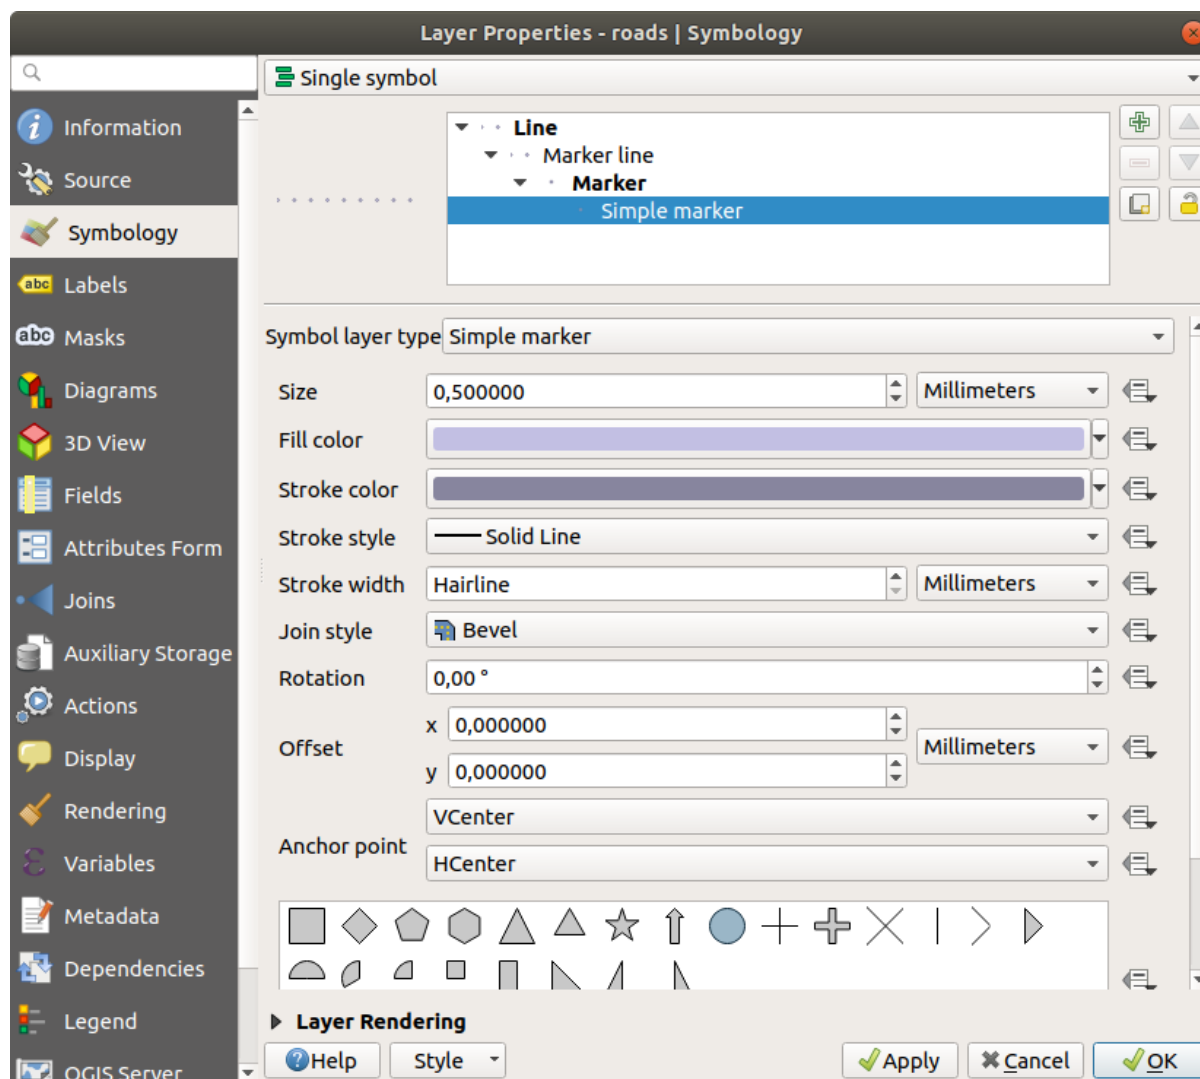 Layer Properties - roads | Symbology
Single symbol
Information
Source
Symbology
Labels
Masks
Diagrams
3D View
Fields
Attributes Form
Joins
Auxiliary Storage
Actions
Display
Rendering
Variables
Metadata
Dependencies
Legend
QGIS Server
abc
abc
Line
Marker line
Marker
Simple marker
Symbol layer type Simple marker
Size 0,500000 Millimeters
Fill color
Stroke color
Stroke style Solid Line
Stroke width Hairline Millimeters
Join style Bevel
Rotation 0,00 °
Offset x 0,000000 Millimeters
y 0,000000
Anchor point VCenter
HCenter
Layer Rendering
Help Style Apply Cancel OK